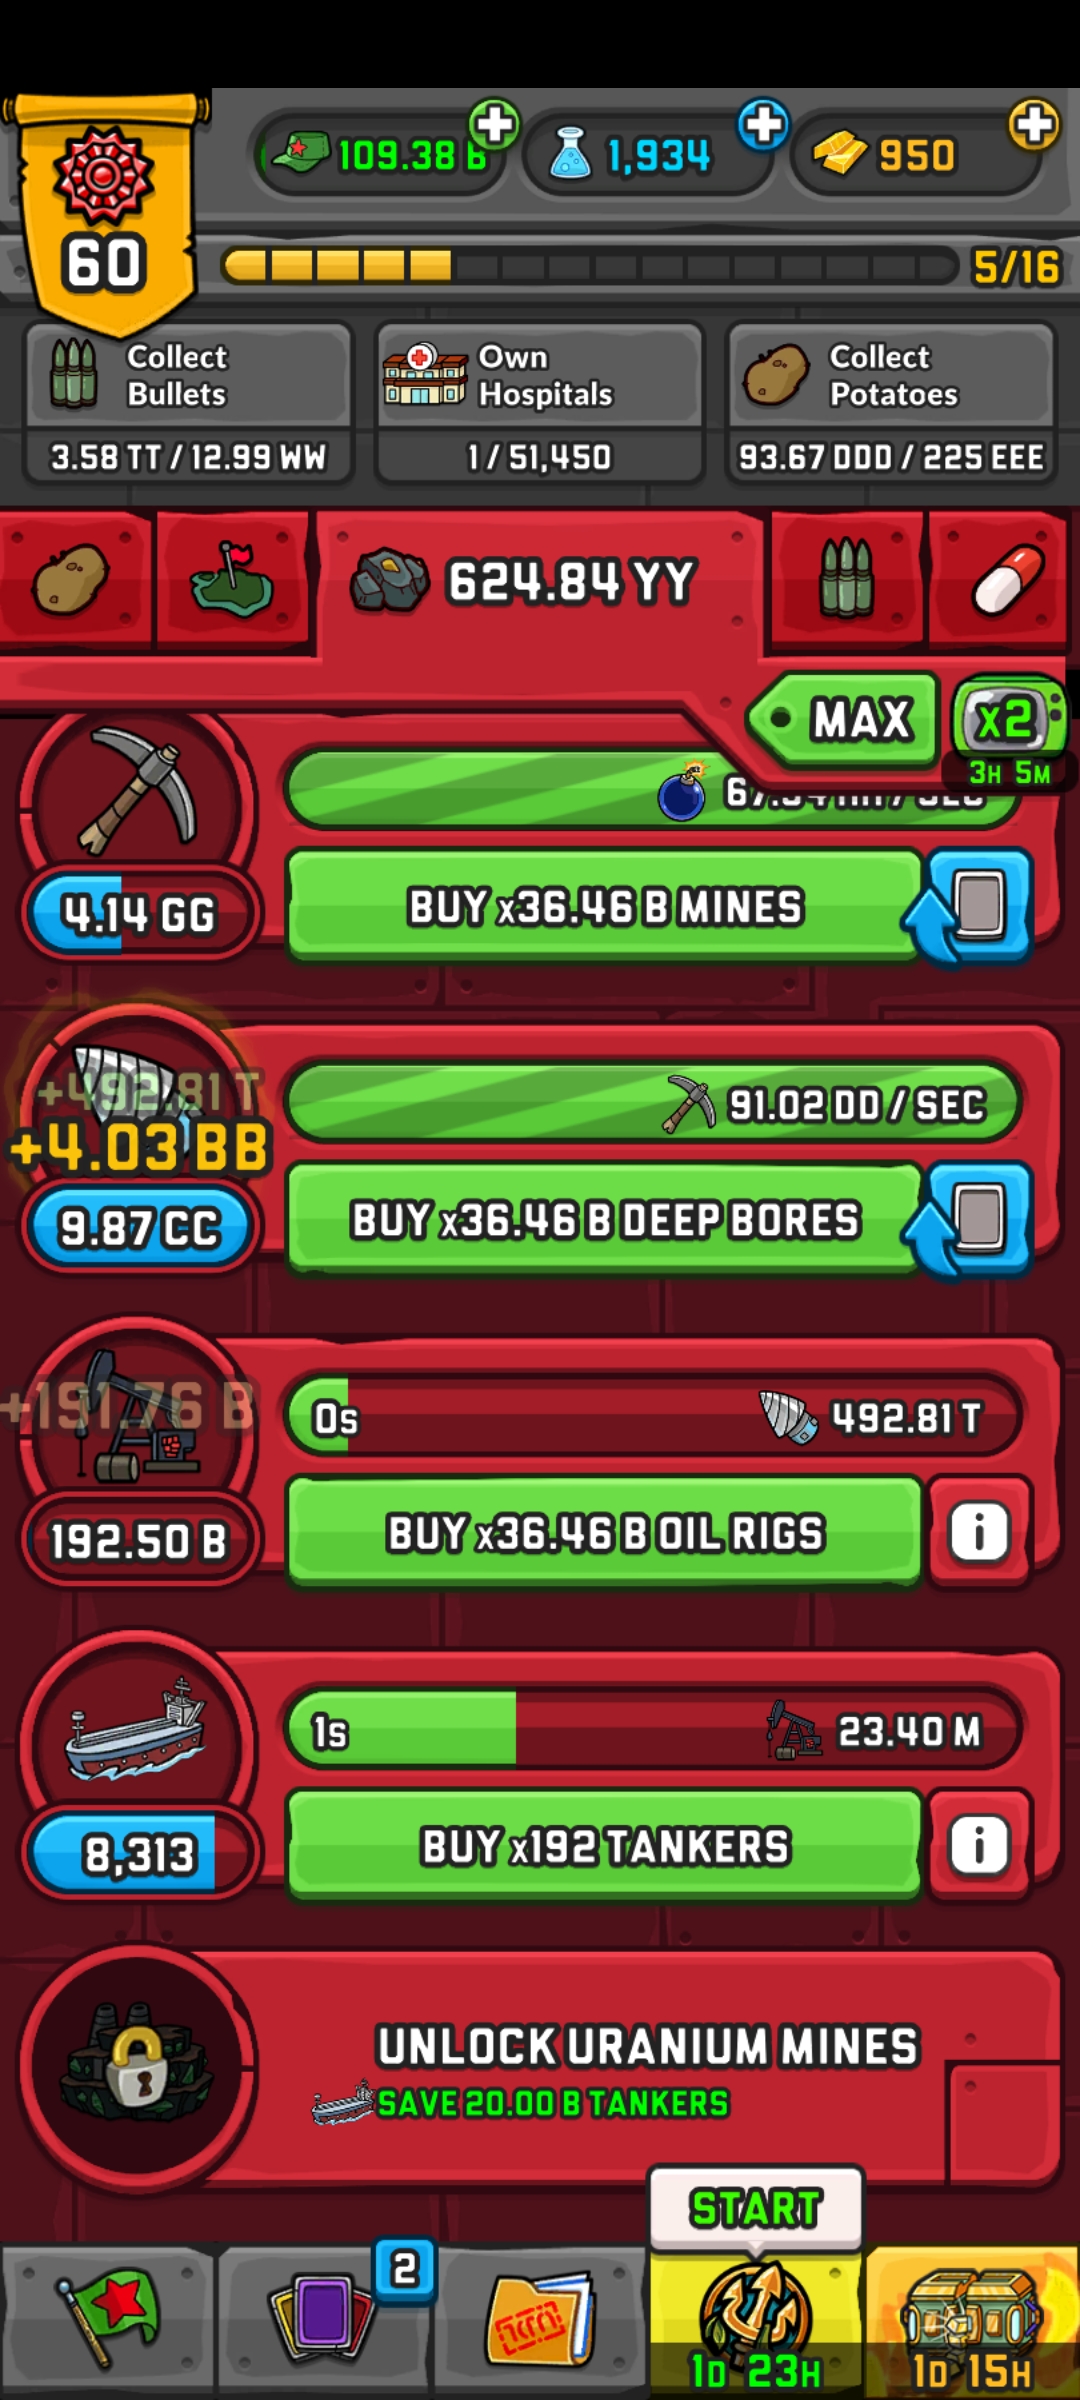 109.38 B
1,934
950
60
5/16
Collect
Bullets
3.58 TT / 12.99 WW
Own
Hospitals
1 / 51,450
Collect
Potatoes
93.67 DDD / 225 EEE
624.84 YY
MAX
x2
3H 5M
4.14 GG
BUY x36.46 B MINES
+492.81 T
+4.03 BB
91.02 DD / SEC
9.87 CC
BUY x36.46 B DEEP BORES
+191.76 B
0s
492.81 T
192.50 B
BUY x36.46 B OIL RIGS
i
1s
23.40 M
8,313
BUY x192 TANKERS
i
UNLOCK URANIUM MINES
SAVE 20.00 B TANKERS
START
2
1D 23H
1D 15H